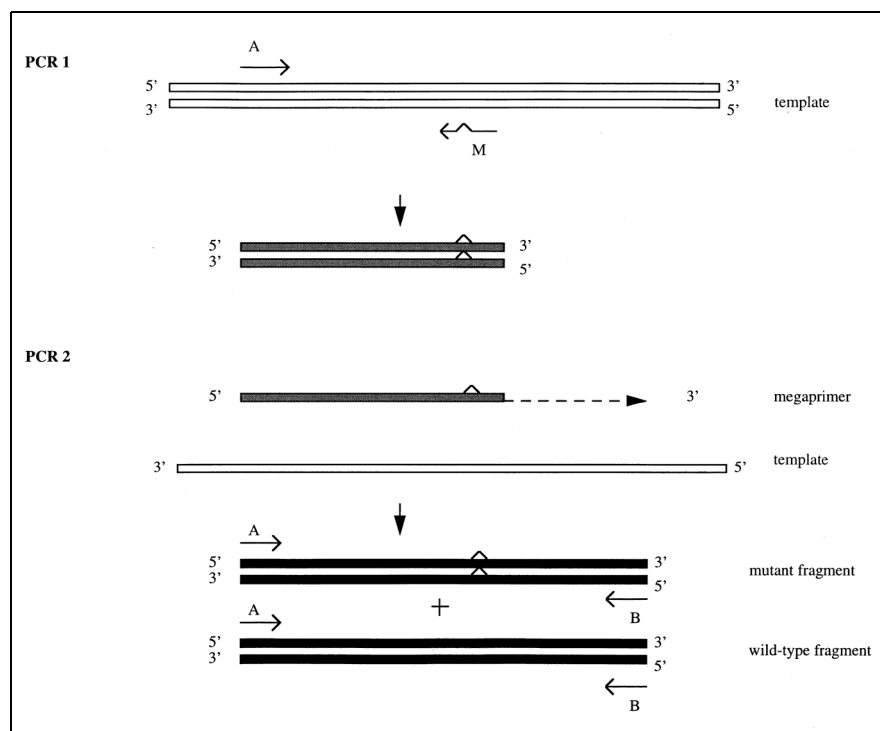 A
PCR 1
5’ 3’
3’ 5’ template
M
5’ 3’
3’ 5’
PCR 2
5’ 3’ megaprimer
3’ 5’ template
A
5’ 3’ mutant fragment
3’ 5’
+ B
A
5’ 3’ wild-type fragment
3’ 5’
B